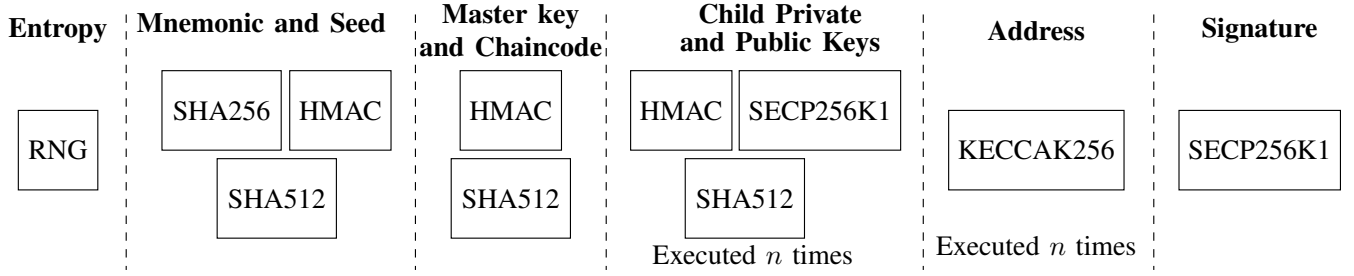 Entropy
RNG
Mnemonic and Seed
SHA256 HMAC
SHA512
Master key
and Chaincode
HMAC
SHA512
Child Private
and Public Keys
HMAC SECP256K1
SHA512
Executed n times
Address
KECCAK256
Executed n times
Signature
SECP256K1